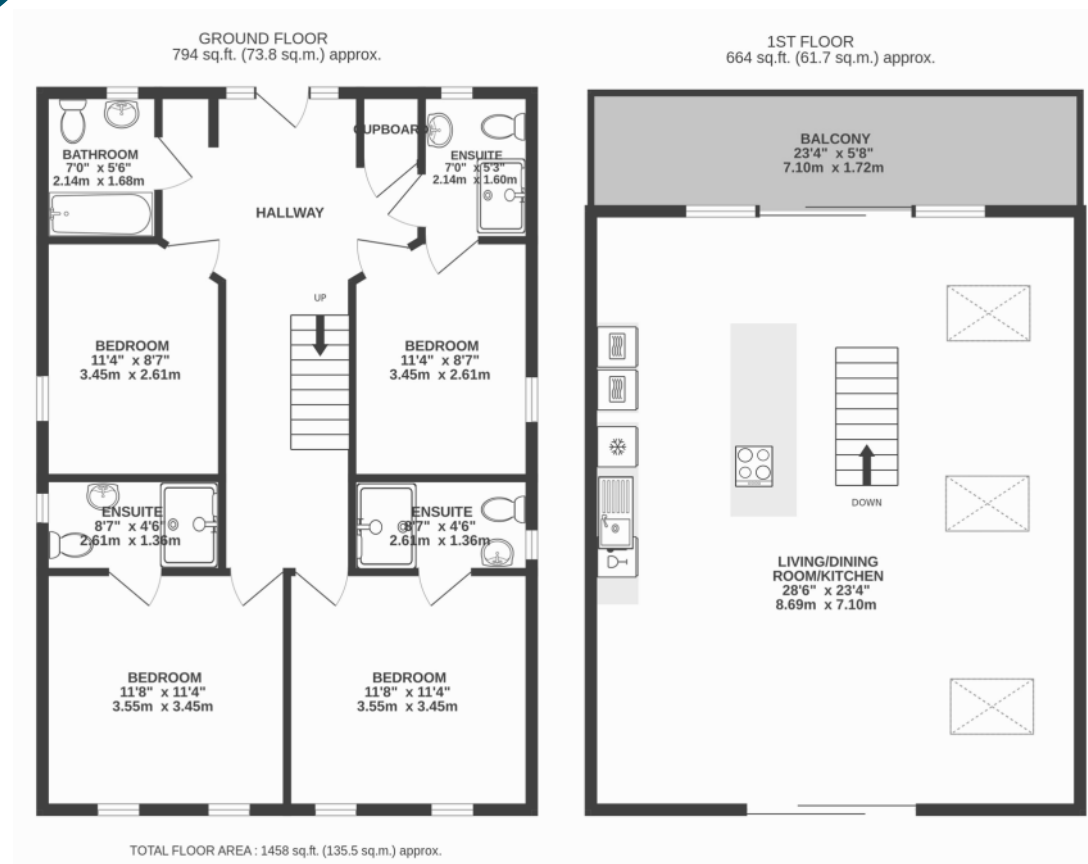 GROUND FLOOR
794 sq.ft. (73.8 sq.m.) approx.
BATHROOM
7'0" x 5'6"
2.14m x 1.68m
CUPBOARD
ENSUITE
7'0" x 5'3"
2.14m x 1.60m
HALLWAY
UP
BEDROOM
11'4" x 8'7"
3.45m x 2.61m
BEDROOM
11'4" x 8'7"
3.45m x 2.61m
ENSUITE
8'7" x 4'6"
2.61m x 1.36m
ENSUITE
8'7" x 4'6"
2.61m x 1.36m
BEDROOM
11'8" x 11'4"
3.55m x 3.45m
BEDROOM
11'8" x 11'4"
3.55m x 3.45m
1ST FLOOR
664 sq.ft. (61.7 sq.m.) approx.
BALCONY
23'4" x 5'8"
7.10m x 1.72m
DOWN
LIVING/DINING
ROOM/KITCHEN
28'6" x 23'4"
8.69m x 7.10m
TOTAL FLOOR AREA : 1458 sq.ft. (135.5 sq.m.) approx.